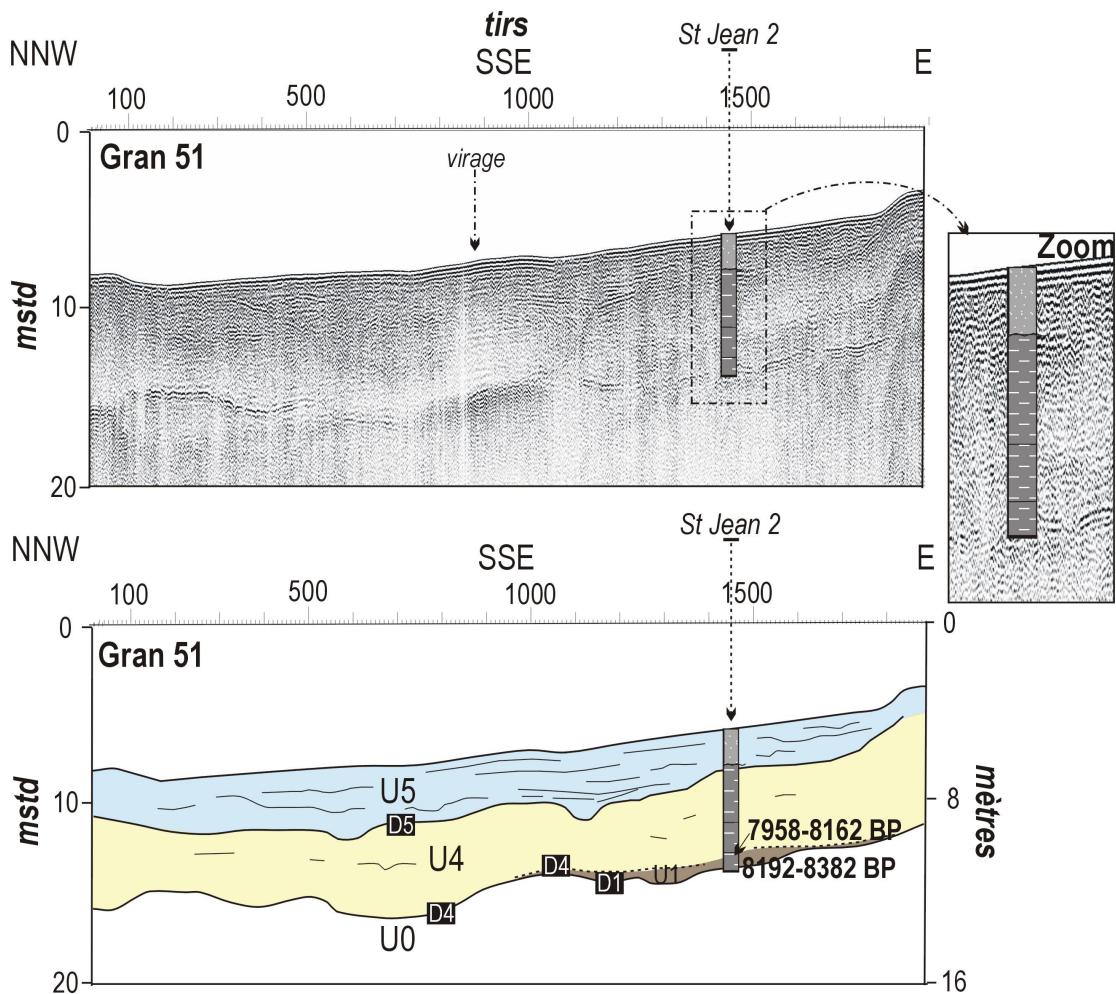 tirs
St Jean 2
NNW SSE E
100 500 1000 1500
0
Gran 51
virage
Zoom
mstd
10
20
St Jean 2
NNW SSE E
100 500 1000 1500
0 0
Gran 51
mstd
mètres
U5
10 8
D5
7958-8162 BP
U4
D4
U1
8192-8382 BP
D1
D4
U0
20 16